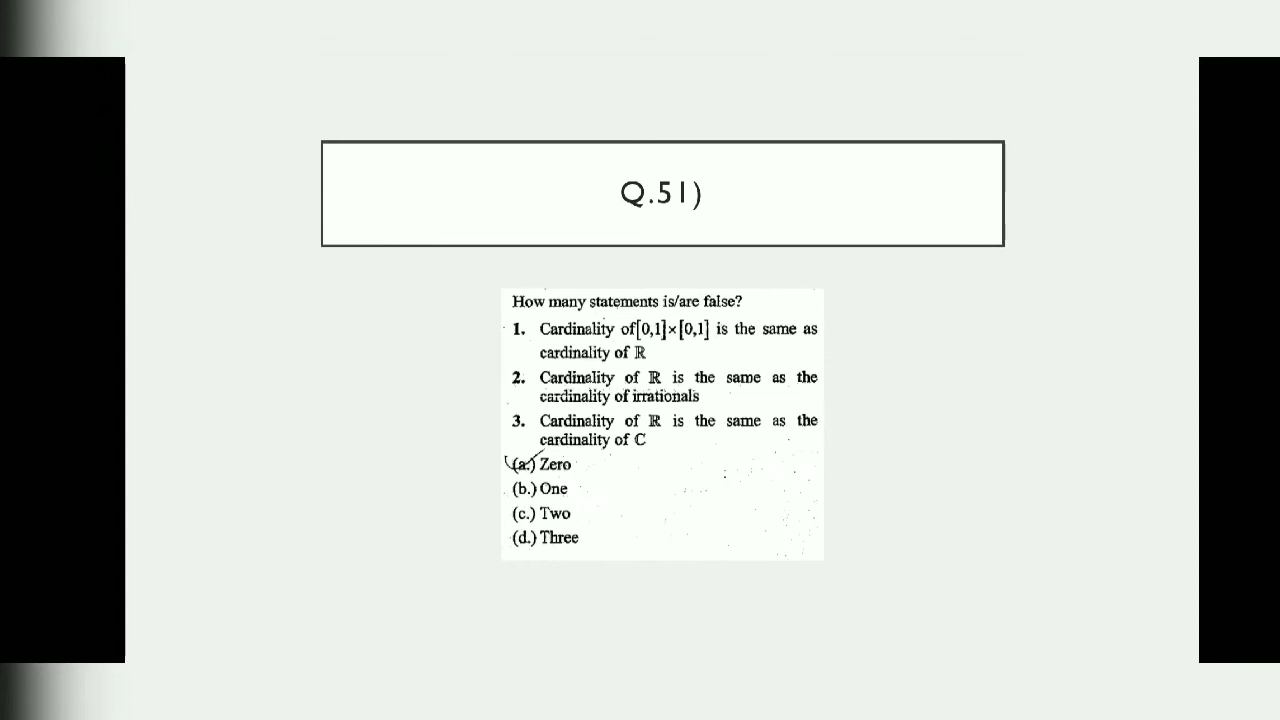 Q.51)
How many statements is/are false?
1. Cardinality of [0,1]×[0,1] is the same as
cardinality of ℝ
2. Cardinality of ℝ is the same as the
cardinality of irrationals
3. Cardinality of ℝ is the same as the
cardinality of C
(a.) Zero
(b.) One
(c.) Two
(d.) Three